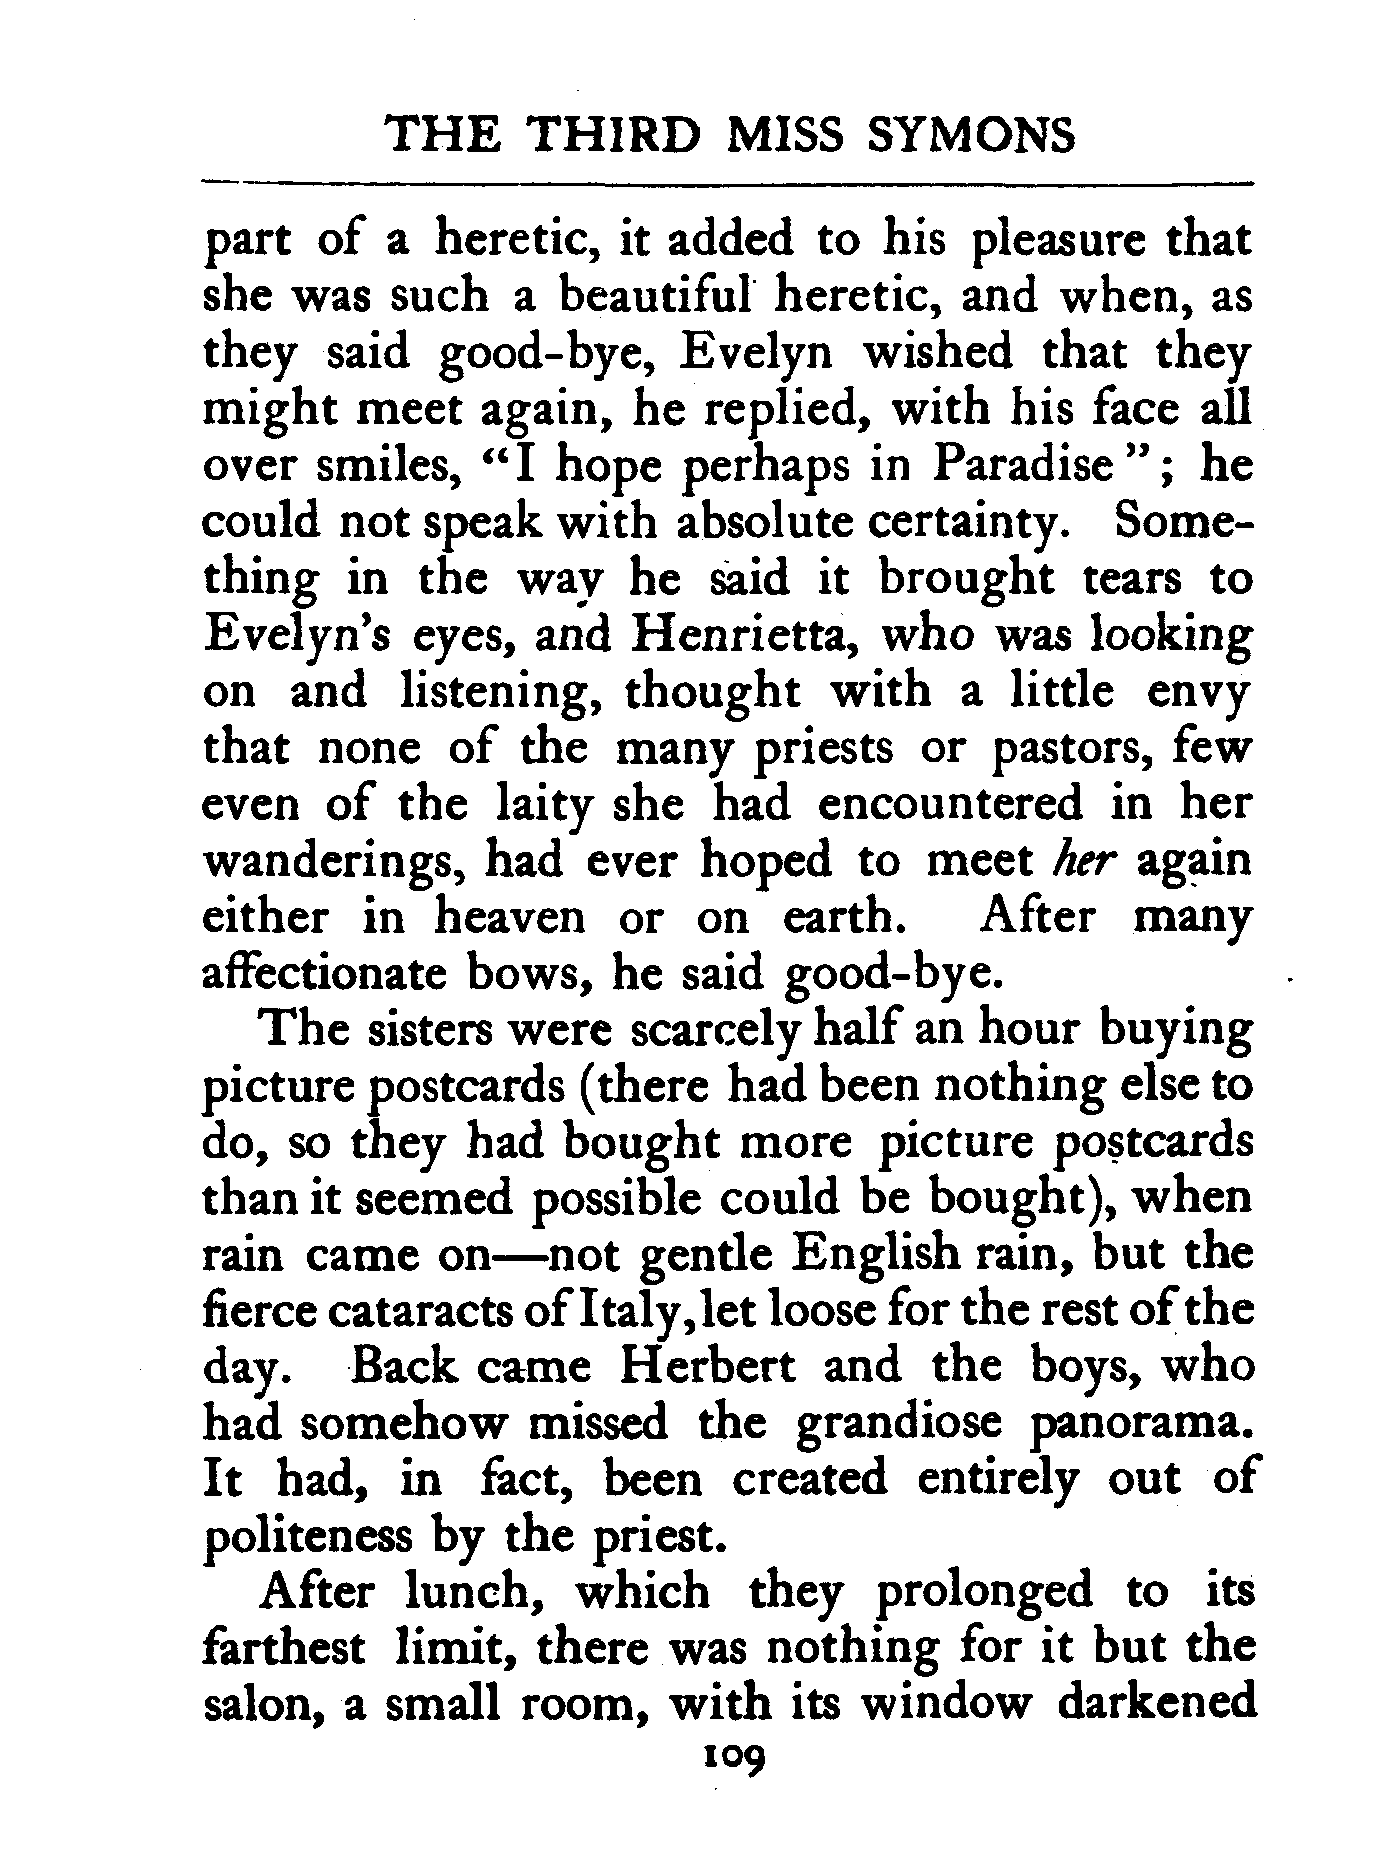 THE THIRD MISS SYMONS
part of a heretic, it added to his pleasure that
she was such a beautiful heretic, and when, as
they said good-bye, Evelyn wished that they
might meet again, he replied, with his face all
over smiles, “I hope perhaps in Paradise”; he
could not speak with absolute certainty. Some-
thing in the way he said it brought tears to
Evelyn’s eyes, and Henrietta, who was looking
on and listening, thought with a little envy
that none of the many priests or pastors, few
even of the laity she had encountered in her
wanderings, had ever hoped to meet her again
either in heaven or on earth. After many
affectionate bows, he said good-bye.
The sisters were scarcely half an hour buying
picture postcards (there had been nothing else to
do, so they had bought more picture postcards
than it seemed possible could be bought), when
rain came on—not gentle English rain, but the
fierce cataracts of Italy, let loose for the rest of the
day. Back came Herbert and the boys, who
had somehow missed the grandiose panorama.
It had, in fact, been created entirely out of
politeness by the priest.
After lunch, which they prolonged to its
farthest limit, there was nothing for it but the
salon, a small room, with its window darkened
109